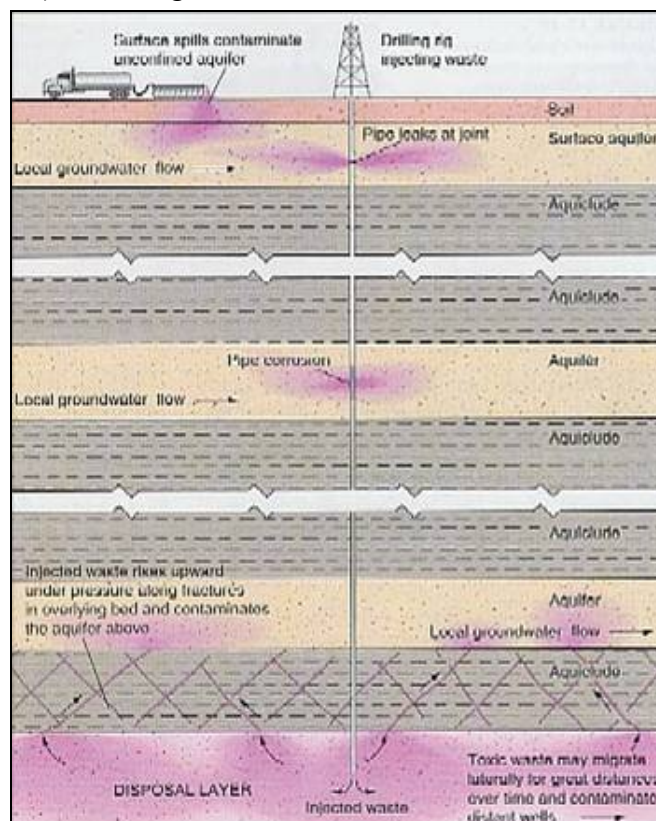 Surface spills contaminate
unconfined aquifer
Drilling rig
injecting waste
Soil
Pipe leaks at joint
Surface aquifer
Local groundwater flow
Aquiclude
Aquiclude
Pipe corrosion
Aquifer
Local groundwater flow
Aquiclude
Aquiclude
Injected waste rises upward
under pressure along fractures
in overlying bed and contaminates
the aquifer above
Aquifer
Local groundwater flow
Aquiclude
DISPOSAL LAYER
Injected waste
Toxic waste may migrate
laterally for great distances
over time and contaminate
distant wells